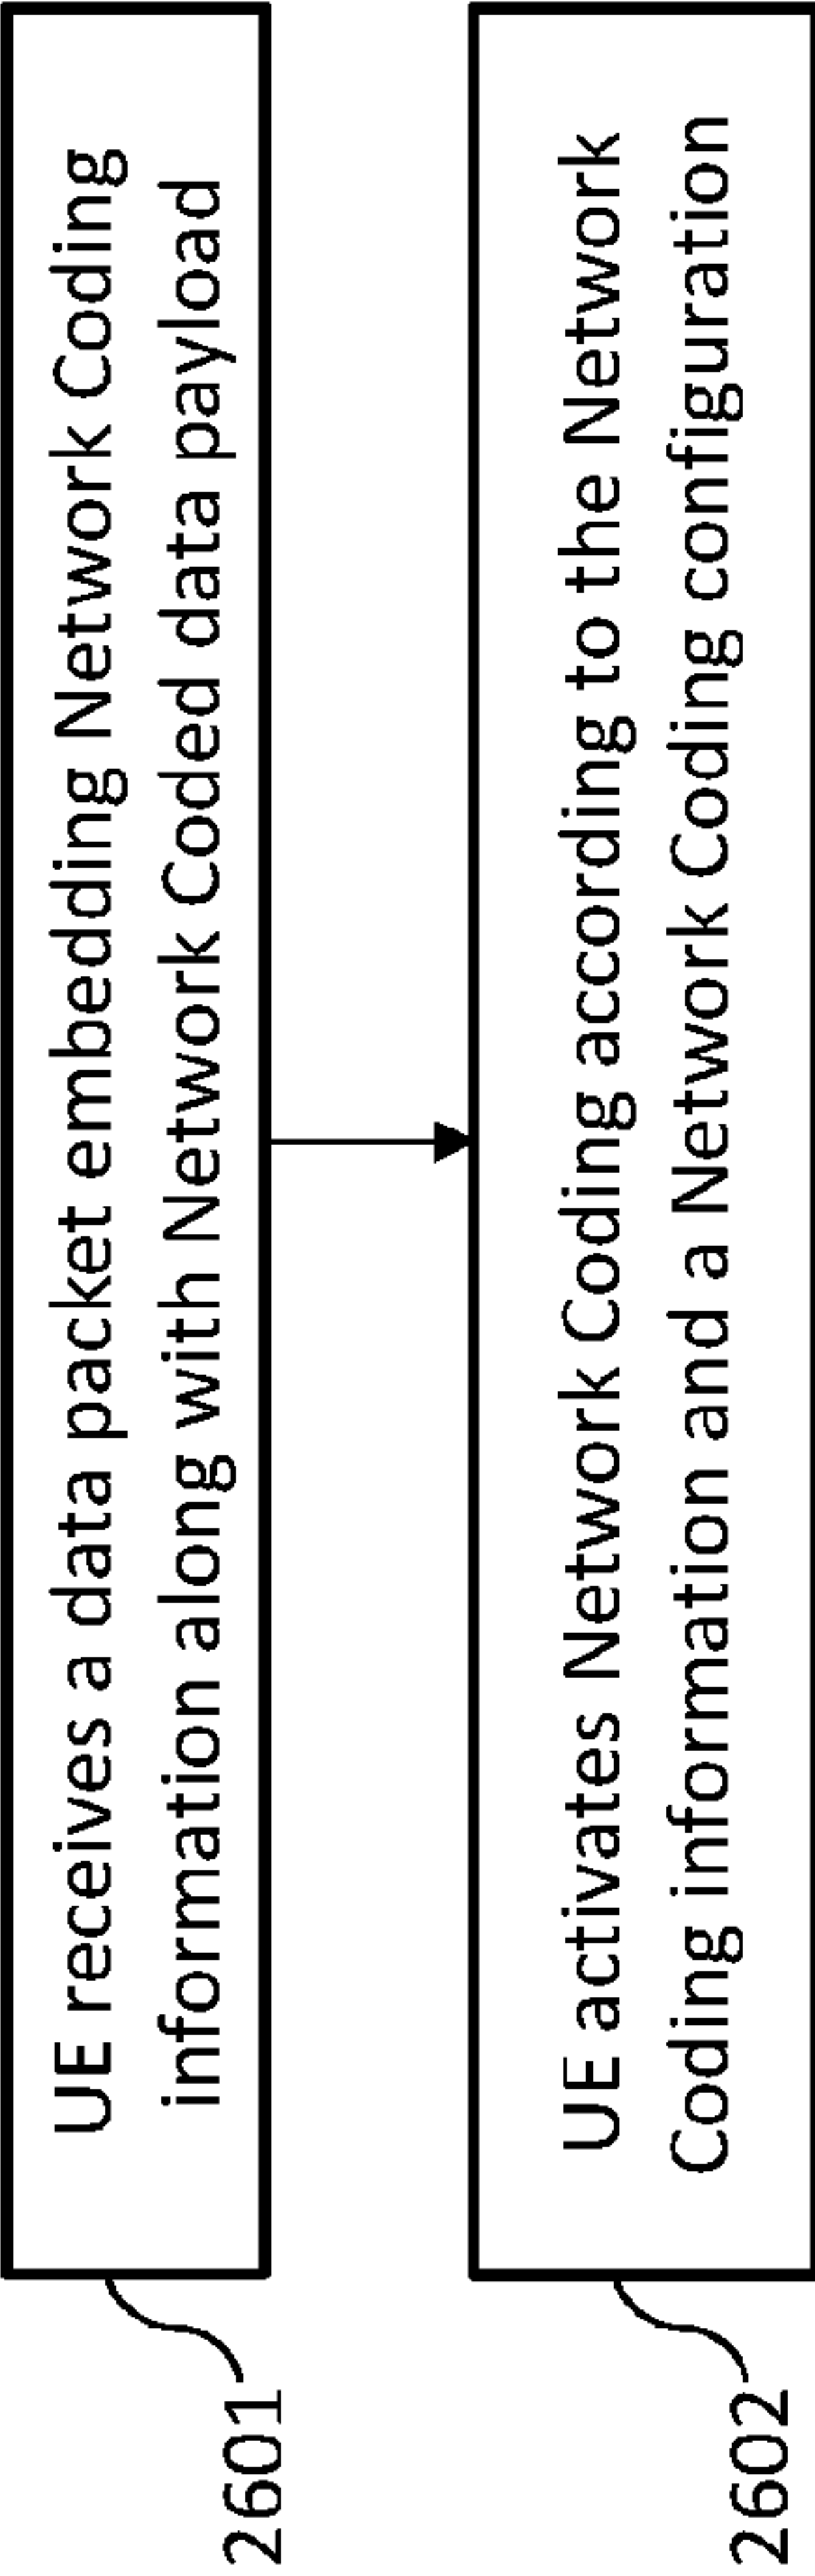 UE receives a data packet embedding Network Coding
information along with Network Coded data payload
2601
UE activates Network Coding according to the Network
Coding information and a Network Coding configuration
2602